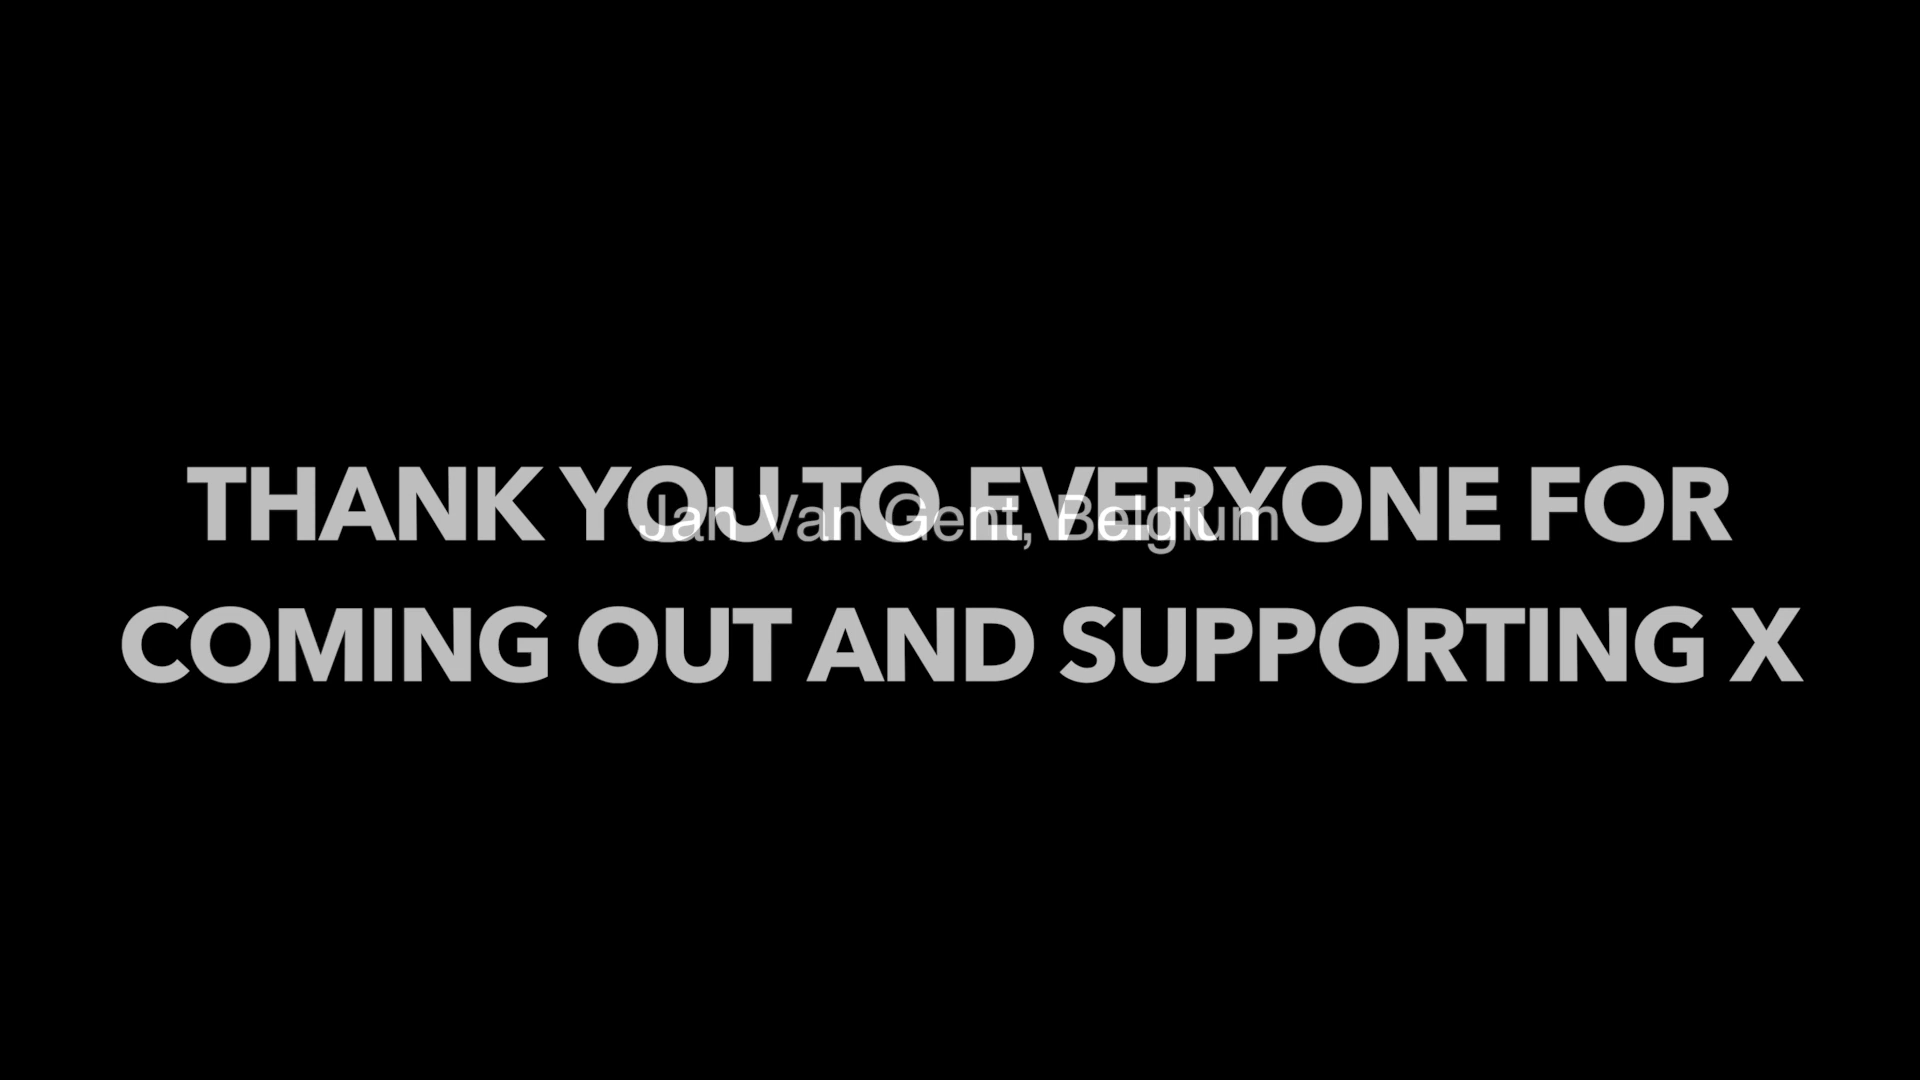 THANK YOU TO EVERYONE FOR
Jan Van Gent, Belgium
COMING OUT AND SUPPORTING X